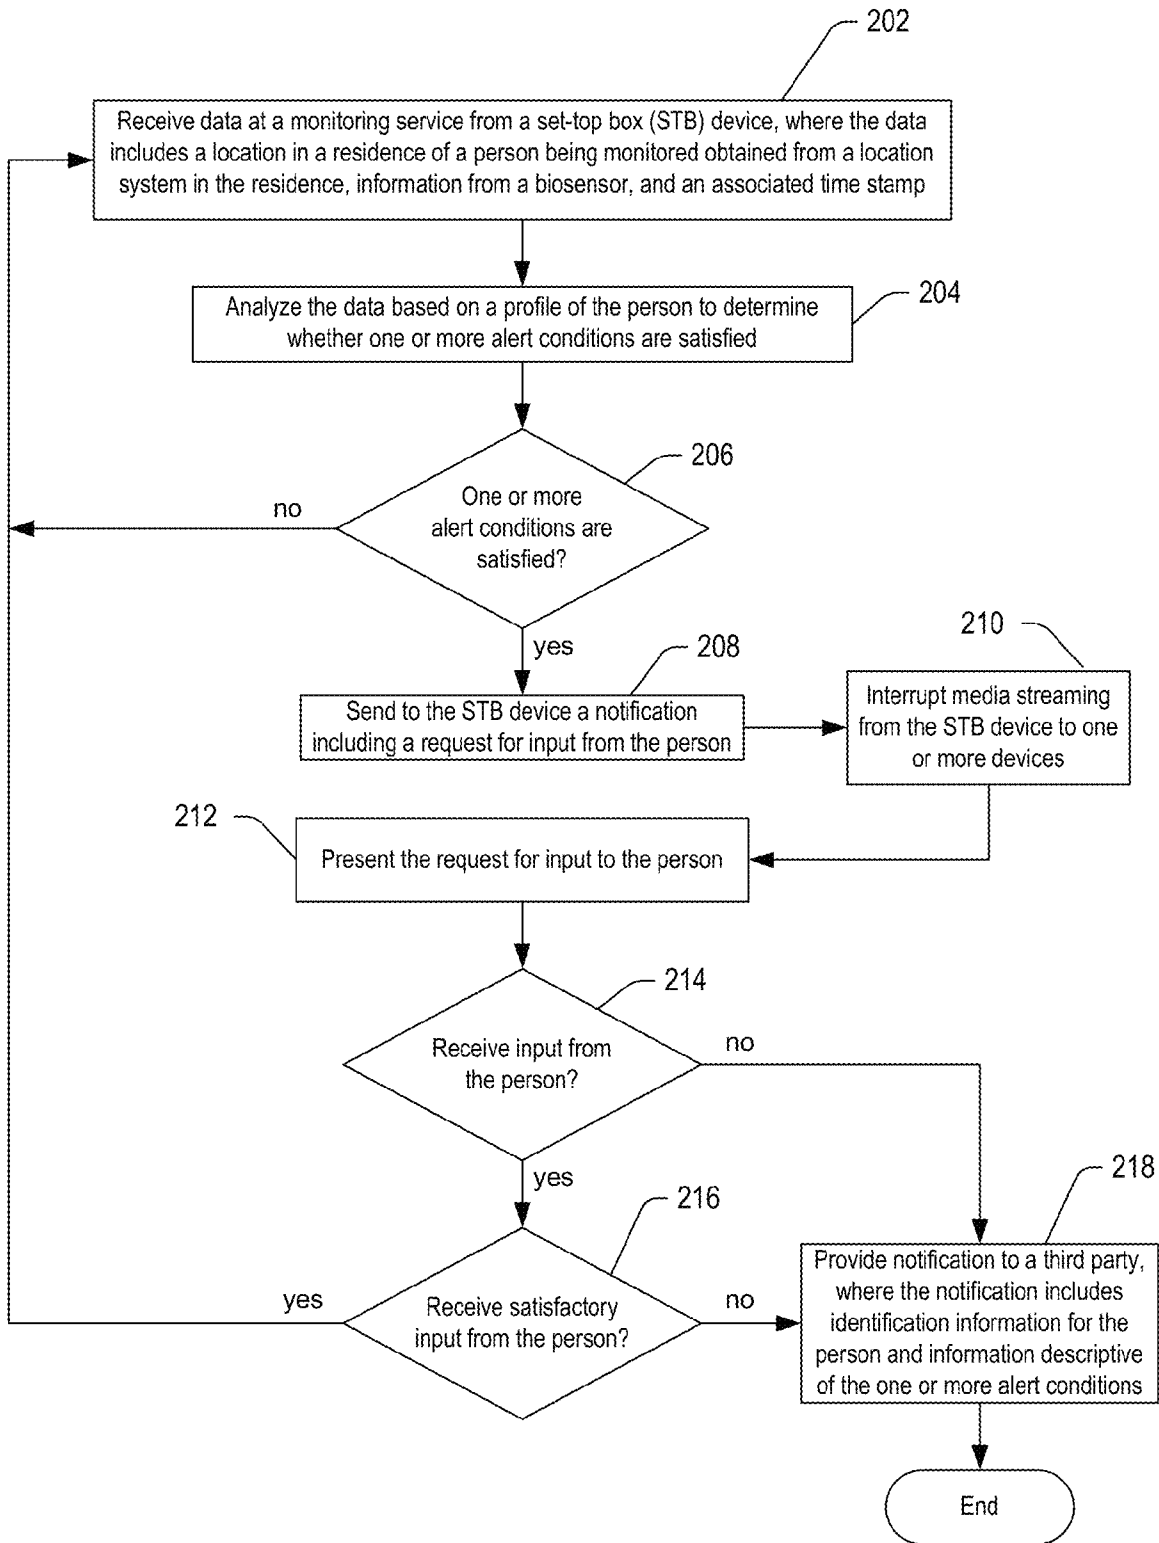 202
Receive data at a monitoring service from a set-top box (STB) device, where the data
includes a location in a residence of a person being monitored obtained from a location
system in the residence, information from a biosensor, and an associated time stamp
204
Analyze the data based on a profile of the person to determine
whether one or more alert conditions are satisfied
206
One or more
alert conditions are
satisfied?
no
yes
208
Send to the STB device a notification
including a request for input from the person
210
Interrupt media streaming
from the STB device to one
or more devices
212
Present the request for input to the person
214
Receive input from
the person?
no
yes
216
Receive satisfactory
input from the person?
yes
no
218
Provide notification to a third party,
where the notification includes
identification information for the
person and information descriptive
of the one or more alert conditions
End